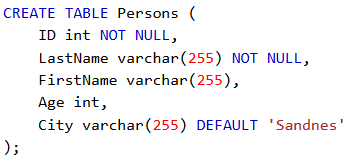 CREATE TABLE Persons (
    ID int NOT NULL,
    LastName varchar(255) NOT NULL,
    FirstName varchar(255),
    Age int,
    City varchar(255) DEFAULT 'Sandnes'
);